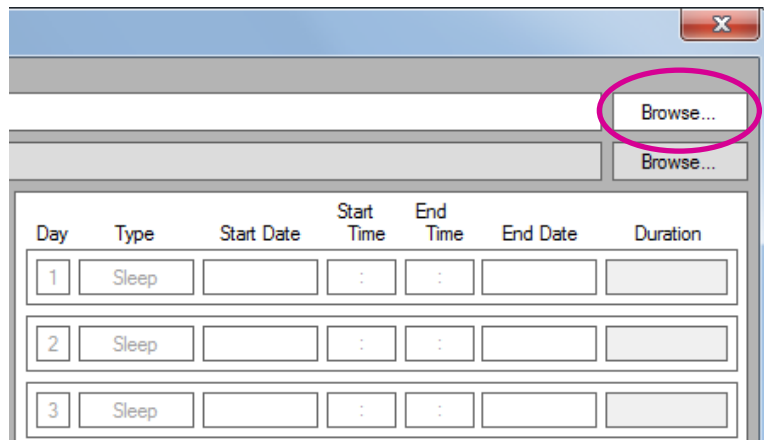 Browse...
Browse...
Day Type Start Date Start Time End Time End Date Duration
1 Sleep : :
2 Sleep : :
3 Sleep : :